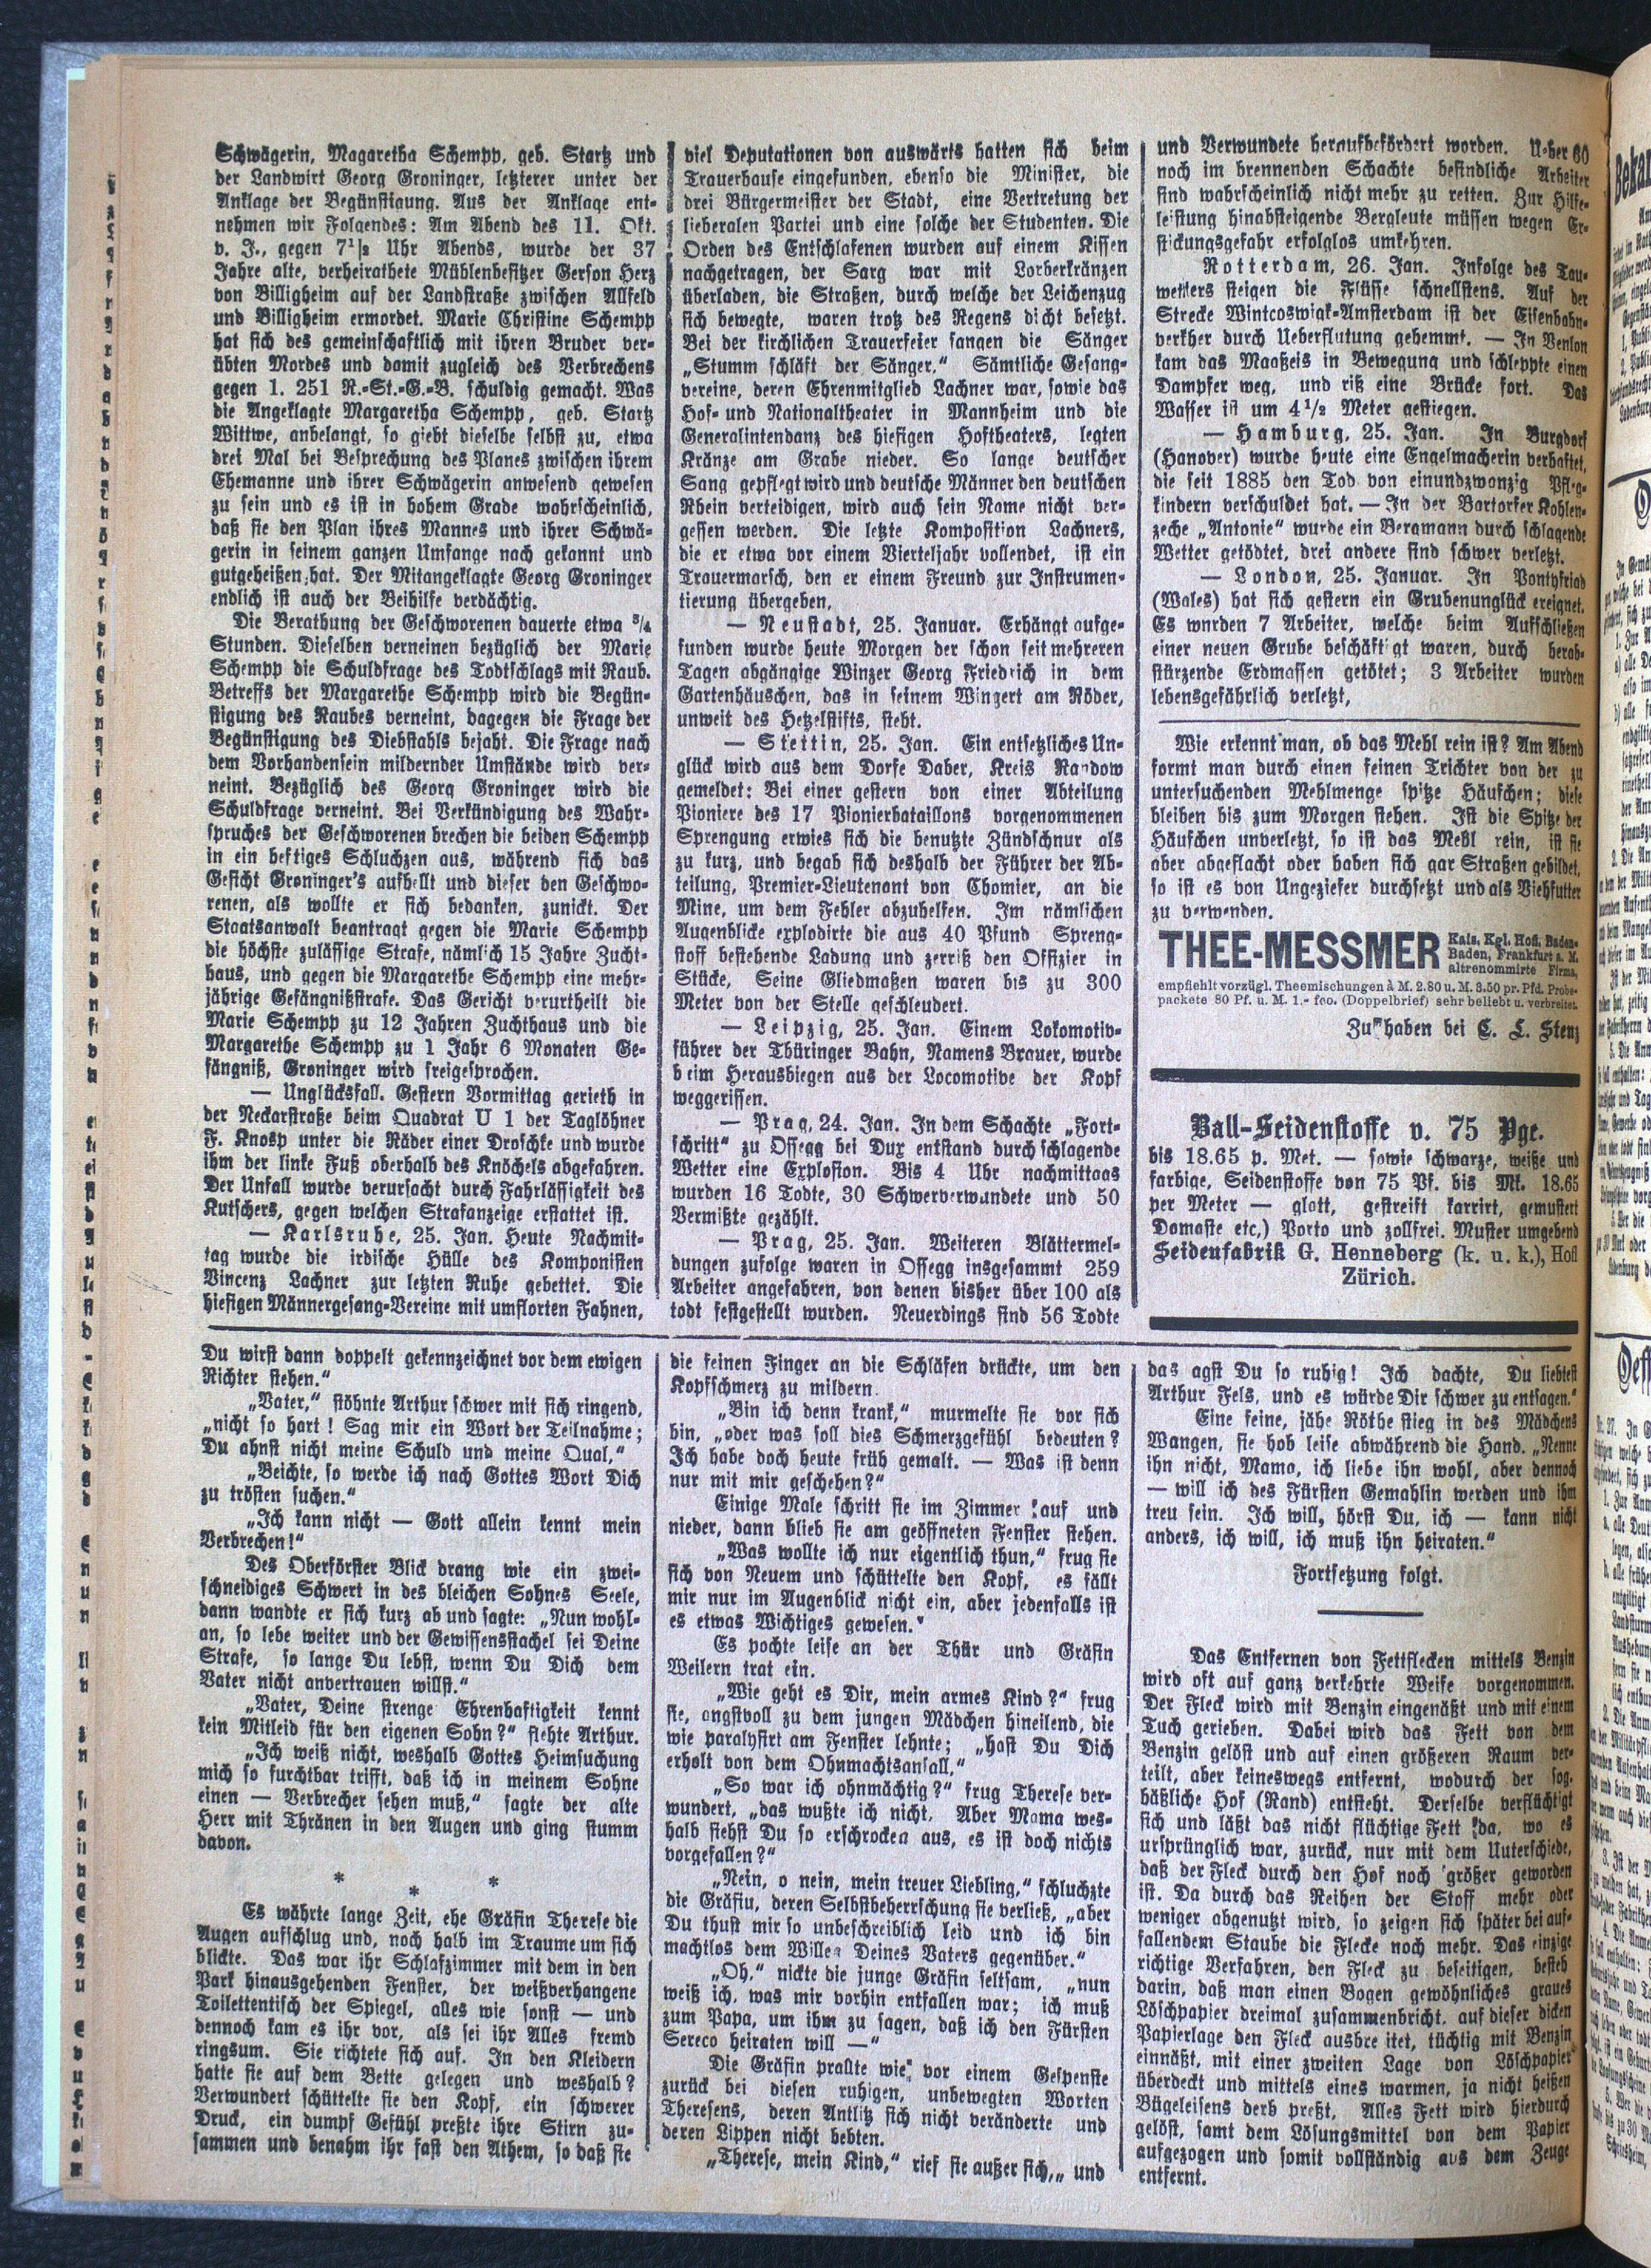 Schwägerin, Magaretha Schempp, geb. Startz und
der Landwirt Georg Groninger, letzterer unter der
Anklage der Begünstigung. Aus der Anklage ent-
nehmen wir Folgendes: Am Abend des 11. Okt.
v. J., gegen 7½ Uhr Abends, wurde der 37
Jahre alte, verheirathete Mühlenbesitzer Gerson Herz
von Billigheim auf der Landstraße zwischen Allfeld
und Billigheim ermordet. Marie Christine Schempp
hat sich des gemeinschaftlich mit ihren Bruder ver-
übten Mordes und damit zugleich des Verbrechens
gegen 1. 251 R.-St.-G.-B. schuldig gemacht. Was
die Angeklagte Margaretha Schempp, geb. Startz
Wittwe, anbelangt, so giebt dieselbe selbst zu, etwa
drei Mal bei Besprechung des Planes zwischen ihrem
Ehemanne und ihrer Schwägerin anwesend gewesen
zu sein und es ist in hohem Grade wahrscheinlich,
daß sie den Plan ihres Mannes und ihrer Schwä-
gerin in seinem ganzen Umfange nach gekannt und
gutgeheißen hat. Der Mitangeklagte Georg Groninger
endlich ist auch der Beihilfe verdächtig.
Die Berathung der Geschworenen dauerte etwa ¾
Stunden. Dieselben verneinen bezüglich der Marie
Schempp die Schuldfrage des Todtschlags mit Raub.
Betreffs der Margarethe Schempp wird die Begün-
stigung des Raubes verneint, dagegen die Frage der
Begünstigung des Diebstahls bejaht. Die Frage nach
dem Vorhandensein mildernder Umstände wird ver-
neint. Bezüglich des Georg Groninger wird die
Schuldfrage verneint. Bei Verkündigung des Wahr-
spruches der Geschworenen brechen die beiden Schempp
in ein heftiges Schluchzen aus, während sich das
Gesicht Groninger's aufhellt und dieser den Geschwo-
renen, als wollte er sich bedanken, zunickt. Der
Staatsanwalt beantragt gegen die Marie Schempp
die höchste zulässige Strafe, nämlich 15 Jahre Zucht-
haus, und gegen die Margarethe Schempp eine mehr-
jährige Gefängnißstrafe. Das Gericht verurtheilt die
Marie Schempp zu 12 Jahren Zuchthaus und die
Margarethe Schempp zu 1 Jahr 6 Monaten Ge-
fängniß, Groninger wird freigesprochen.
— Unglücksfall. Gestern Vormittag gerieth in
der Neckarstraße beim Quadrat U 1 der Taglöhner
F. Knosp unter die Räder einer Droschke und wurde
ihm der linke Fuß oberhalb des Knöchels abgefahren.
Der Unfall wurde verursacht durch Fahrlässigkeit des
Kutschers, gegen welchen Strafanzeige erstattet ist.
— Karlsruhe, 25. Jan. Heute Nachmit-
tag wurde die irdische Hülle des Komponisten
Vincenz Lachner zur letzten Ruhe gebettet. Die
hiesigen Männergesang-Vereine mit umflorten Fahnen,
viel Deputationen von auswärts hatten sich beim
Trauerhause eingefunden, ebenso die Minister, die
drei Bürgermeister der Stadt, eine Vertretung der
lieberalen Partei und eine solche der Studenten. Die
Orden des Entschlafenen wurden auf einem Kissen
nachgetragen, der Sarg war mit Lorberkränzen
überladen, die Straßen, durch welche der Leichenzug
sich bewegte, waren trotz des Regens dicht besetzt.
Bei der kirchlichen Trauerfeier sangen die Sänger
„Stumm schläft der Sänger." Sämtliche Gesang-
vereine, deren Ehrenmitglied Lachner war, sowie das
Hof- und Nationaltheater in Mannheim und die
Generalintendanz des hiesigen Hoftheaters, legten
Kränze am Grabe nieder. So lange deutscher
Sang gepflegt wird und deutsche Männer den deutschen
Rhein verteidigen, wird auch sein Name nicht ver-
gessen werden. Die letzte Komposition Lachners,
die er etwa vor einem Vierteljahr vollendet, ist ein
Trauermarsch, den er einem Freund zur Instrumen-
tierung übergeben.
— Neustadt, 25. Januar. Erhängt aufge-
funden wurde heute Morgen der schon seit mehreren
Tagen abgängige Winzer Georg Friedrich in dem
Gartenhäuschen, das in seinem Wingert am Röder,
unweit des Hetzelstifts, steht.
— Stettin, 25. Jan. Ein entsetzliches Un-
glück wird aus dem Dorfe Daber, Kreis Randow
gemeldet: Bei einer gestern von einer Abteilung
Pioniere des 17 Pionierbataillons vorgenommenen
Sprengung erwies sich die benutzte Zündschnur als
zu kurz, und begab sich deshalb der Führer der Ab-
teilung, Premier-Lieutenant von Chomier, an die
Mine, um dem Fehler abzuhelfen. Im nämlichen
Augenblicke explodirte die aus 40 Pfund Spreng-
stoff bestehende Ladung und zerriß den Offizier in
Stücke, Seine Gliedmaßen waren bis zu 300
Meter von der Stelle geschleudert.
— Leipzig, 25. Jan. Einem Lokomotiv-
führer der Thüringer Bahn, Namens Brauer, wurde
beim Herausbiegen aus der Locomotive der Kopf
weggerissen.
— Prag, 24. Jan. In dem Schachte „Fort-
schritt" zu Ossegg bei Dux entstand durch schlagende
Wetter eine Explosion. Bis 4 Uhr nachmittags
wurden 16 Todte, 30 Schwerverwundete und 50
Vermißte gezählt.
— Prag, 25. Jan. Weiteren Blättermel-
dungen zufolge waren in Ossegg insgesammt 259
Arbeiter angefahren, von denen bisher über 100 als
todt festgestellt wurden. Neuerdings sind 56 Todte
und Verwundete heraufbefördert worden. Ueber 60
noch im brennenden Schachte befindliche Arbeiter
sind wahrscheinlich nicht mehr zu retten. Zur Hilfe-
leistung hinabsteigende Bergleute müssen wegen Er-
stickungsgefahr erfolglos umkehren.
Rotterdam, 26. Jan. Infolge des Tau-
wetters steigen die Flüsse schnellstens. Auf der
Strecke Wintcoswiak-Amsterdam ist der Eisenbahn-
verkher durch Ueberflutung gehemmt. — In Venlon
kam das Maaßeis in Bewegung und schleppte einen
Dampfer weg, und riß eine Brücke fort. Das
Wasser ist um 4½ Meter gestiegen.
— Hamburg, 25. Jan. In Burgdorf
(Hanover) wurde heute eine Engelmacherin verhaftet,
die seit 1885 den Tod von einundzwanzig Pfleg-
kindern verschuldet hat. — In der Bartorfer Kohlen-
zeche „Antonie" wurde ein Bergmann durch schlagende
Wetter getödtet, drei andere sind schwer verletzt.
— London, 25. Januar. In Pontyfriad
(Wales) hat sich gestern ein Grubenunglück ereignet.
Es wnrden 7 Arbeiter, welche beim Aufschließen
einer neuen Grube beschäftigt waren, durch herab-
stürzende Erdmassen getötet; 3 Arbeiter wurden
lebensgefährlich verletzt,
Wie erkennt man, ob das Mehl rein ist? Am Abend
formt man durch einen feinen Trichter von der zu
untersuchenden Mehlmenge spitze Häufchen; diese
bleiben bis zum Morgen stehen. Ist die Spitze der
Häufchen unverletzt, so ist das Mehl rein, ist sie
aber abgeflacht oder haben sich gar Straßen gebildet,
so ist es von Ungeziefer durchsetzt und als Viehfutter
zu verwenden.
THEE-MESSMER Kais. Kgl. Hofl. Baden-
Baden, Frankfurt a. M.
altrenommirte Firma,
empfiehlt vorzügl. Theemischungen à M. 2.80 u. M. 3.50 pr. Pfd. Probe-
packete 80 Pf. u. M. 1.- fco. (Doppelbrief) sehr beliebt u. verbreitet.
Zu haben bei C. L. Stenz
Ball-Seidenstoffe v. 75 Pge.
bis 18.65 p. Met. — sowie schwarze, weiße und
farbige, Seidenstoffe von 75 Pf. bis Mk. 18.65
per Meter — glatt, gestreift karrirt, gemustert
Domaste etc,) Porto und zollfrei. Muster umgehend
Seidenfabrik G. Henneberg (k. u. k.), Hofl
Zürich.
Du wirst dann doppelt gekennzeichnet vor dem ewigen
Richter stehen."
„Vater," stöhnte Arthur schwer mit sich ringend,
„nicht so hart! Sag mir ein Wort der Teilnahme;
Du ahnst nicht meine Schuld und meine Qual,"
„Beichte, so werde ich nach Gottes Wort Dich
zu trösten suchen."
„Ich kann nicht — Gott allein kennt mein
Verbrechen!"
Des Oberförster Blick drang wie ein zwei-
schneidiges Schwert in des bleichen Sohnes Seele,
dann wandte er sich kurz ab und sagte: „Nun wohl-
an, so lebe weiter und der Gewissensstachel sei Deine
Strafe, so lange Du lebst, wenn Du Dich dem
Vater nicht anvertrauen willst."
„Vater, Deine strenge Ehrenhaftigkeit kennt
kein Mitleid für den eigenen Sohn?" flehte Arthur.
„Ich weiß nicht, weshalb Gottes Heimsuchung
mich so furchtbar trifft, daß ich in meinem Sohne
einen — Verbrecher sehen muß," sagte der alte
Herr mit Thränen in den Augen und ging stumm
davon.
* * *
Es währte lange Zeit, ehe Gräfin Therese die
Augen aufschlug und, noch halb im Traume um sich
blickte. Das war ihr Schlafzimmer mit dem in den
Park hinausgehenden Fenster, der weißverhangene
Toilettentisch der Spiegel, alles wie sonst — und
dennoch kam es ihr vor, als sei ihr Alles fremd
ringsum. Sie richtete sich auf. In den Kleidern
hatte sie auf dem Bette gelegen und weshalb?
Verwundert schüttelte sie den Kopf, ein schwerer
Druck, ein dumpf Gefühl preßte ihre Stirn zu-
sammen und benahm ihr fast den Athem, so daß sie
die feinen Finger an die Schläfen drückte, um den
Kopfschmerz zu mildern.
„Bin ich denn krank," murmelte sie vor sich
bin, „oder was soll dies Schmerzgefühl bedeuten?
Ich habe doch heute früh gemalt. — Was ist denn
nur mit mir geschehen?"
Einige Male schritt sie im Zimmer auf und
nieder, dann blieb sie am geöffneten Fenster stehen.
„Was wollte ich nur eigentlich thun," frug sie
sich von Neuem und schüttelte den Kopf, es fällt
mir nur im Augenblick nicht ein, aber jedenfalls ist
es etwas Wichtiges gewesen."
Es pochte leise an der Thür und Gräfin
Weilern trat ein.
„Wie geht es Dir, mein armes Kind?" frug
sie, angstvoll zu dem jungen Mädchen hineilend, die
wie paralysirt am Fenster lehnte; „hast Du Dich
erholt von dem Ohnmachtsanfall,"
„So war ich ohnmächtig?" frug Therese ver-
wundert, „das wußte ich nicht. Aber Mama wes-
halb siehst Du so erschrocken aus, es ist doch nichts
vorgefallen?"
„Nein, o nein, mein treuer Liebling," schluchzte
die Gräfiu, deren Selbstbeherrschung sie verließ, „aber
Du thust mir so unbeschreiblich leid und ich bin
machtlos dem Willen Deines Vaters gegenüber."
„Oh," nickte die junge Gräfin seltsam, „nun
weiß ich, was mir vorhin entfallen war; ich muß
zum Papa, um ihm zu sagen, daß ich den Fürsten
Sereco heiraten will —"
Die Gräfin prallte wie vor einem Gespenste
zurück bei diesen ruhigen, unbewegten Worten
Theresens, deren Antlitz sich nicht veränderte und
deren Lippen nicht bebten.
„Therese, mein Kind," rief sie außer sich,„ und
das agst Du so ruhig! Ich dachte, Du liebtest
Arthur Fels, und es würde Dir schwer zu entsagen."
Eine feine, jähe Röthe stieg in des Mädchens
Wangen, sie hob leise abwährend die Hand. „Nenne
ihn nicht, Mama, ich liebe ihn wohl, aber dennoch
— will ich des Fürsten Gemahlin werden und ihm
treu sein. Ich will, hörst Du, ich — kann nicht
anders, ich will, ich muß ihn heiraten."
Fortsetzung folgt.
Das Entfernen von Fettflecken mittels Benzin
wird oft auf ganz verkehrte Weise vorgenommen.
Der Fleck wird mit Benzin eingenäßt und mit einem
Tuch gerieben. Dabei wird das Fett von dem
Benzin gelöst und auf einen größeren Raum ver-
teilt, aber keineswegs entfernt, wodurch der sog.
häßliche Hof (Rand) entsteht. Derselbe verflüchtigt
sich und läßt das nicht flüchtige Fett da, wo es
ursprünglich war, zurück, nur mit dem Uuterschiede,
daß der Fleck durch den Hof noch größer geworden
ist. Da durch das Reiben der Stoff mehr oder
weniger abgenutzt wird, so zeigen sich später bei auf-
fallendem Staube die Flecke noch mehr. Das einzige
richtige Verfahren, den Fleck zu beseitigen, besteh
darin, daß man einen Bogen gewöhnliches graues
Löschpapier dreimal zusammenbricht, auf dieser dicken
Papierlage den Fleck ausbreitet, tüchtig mit Benzin
einnäßt, mit einer zweiten Lage von Löschpapier
überdeckt und mittels eines warmen, ja nicht heißen
Bügeleisens derb preßt. Alles Fett wird hierdurch
gelöst, samt dem Lösungsmittel von dem Papier
aufgezogen und somit vollständig aus dem Zeuge
entfernt.